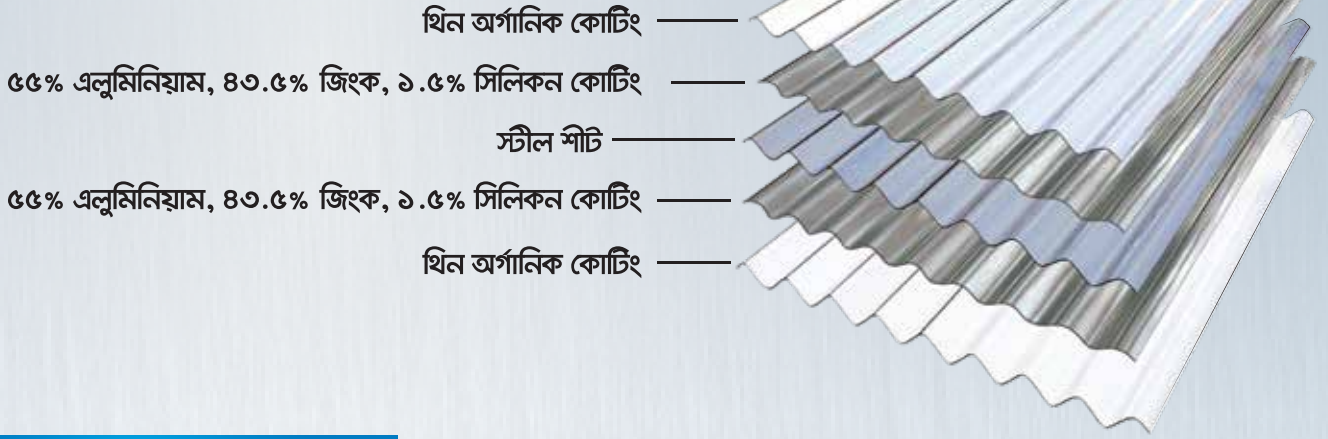 থিন অর্গানিক কোটিং
৫৫% এলুমিনিয়াম, ৪৩.৫% জিংক, ১.৫% সিলিকন কোটিং
স্টীল শীট
৫৫% এলুমিনিয়াম, ৪৩.৫% জিংক, ১.৫% সিলিকন কোটিং
থিন অর্গানিক কোটিং